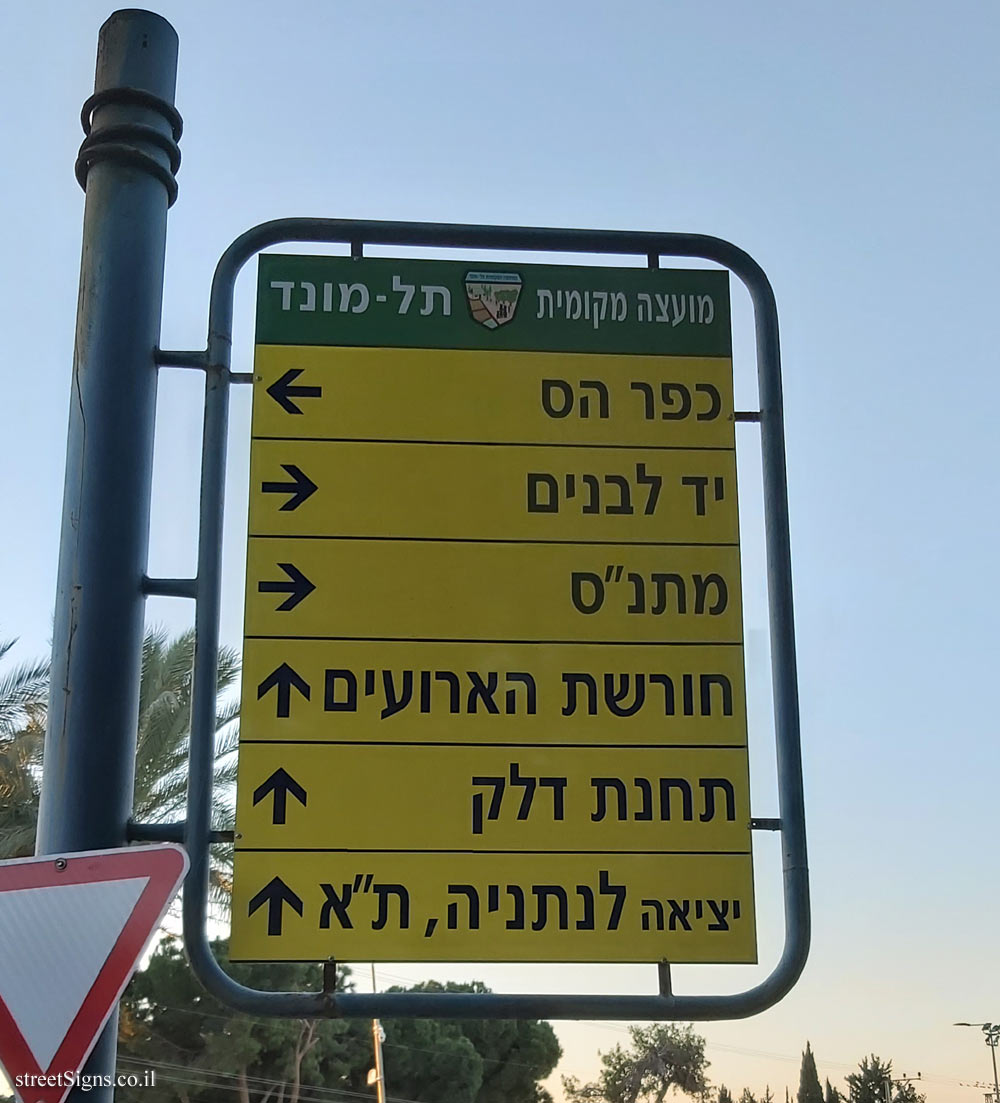 מועצה מקומית תל-מונד
כפר הס
יד לבנים
מתנ"ס
חורשת הארועים
תחנת דלק
יציאה לנתניה, ת"א
streetSigns.co.il